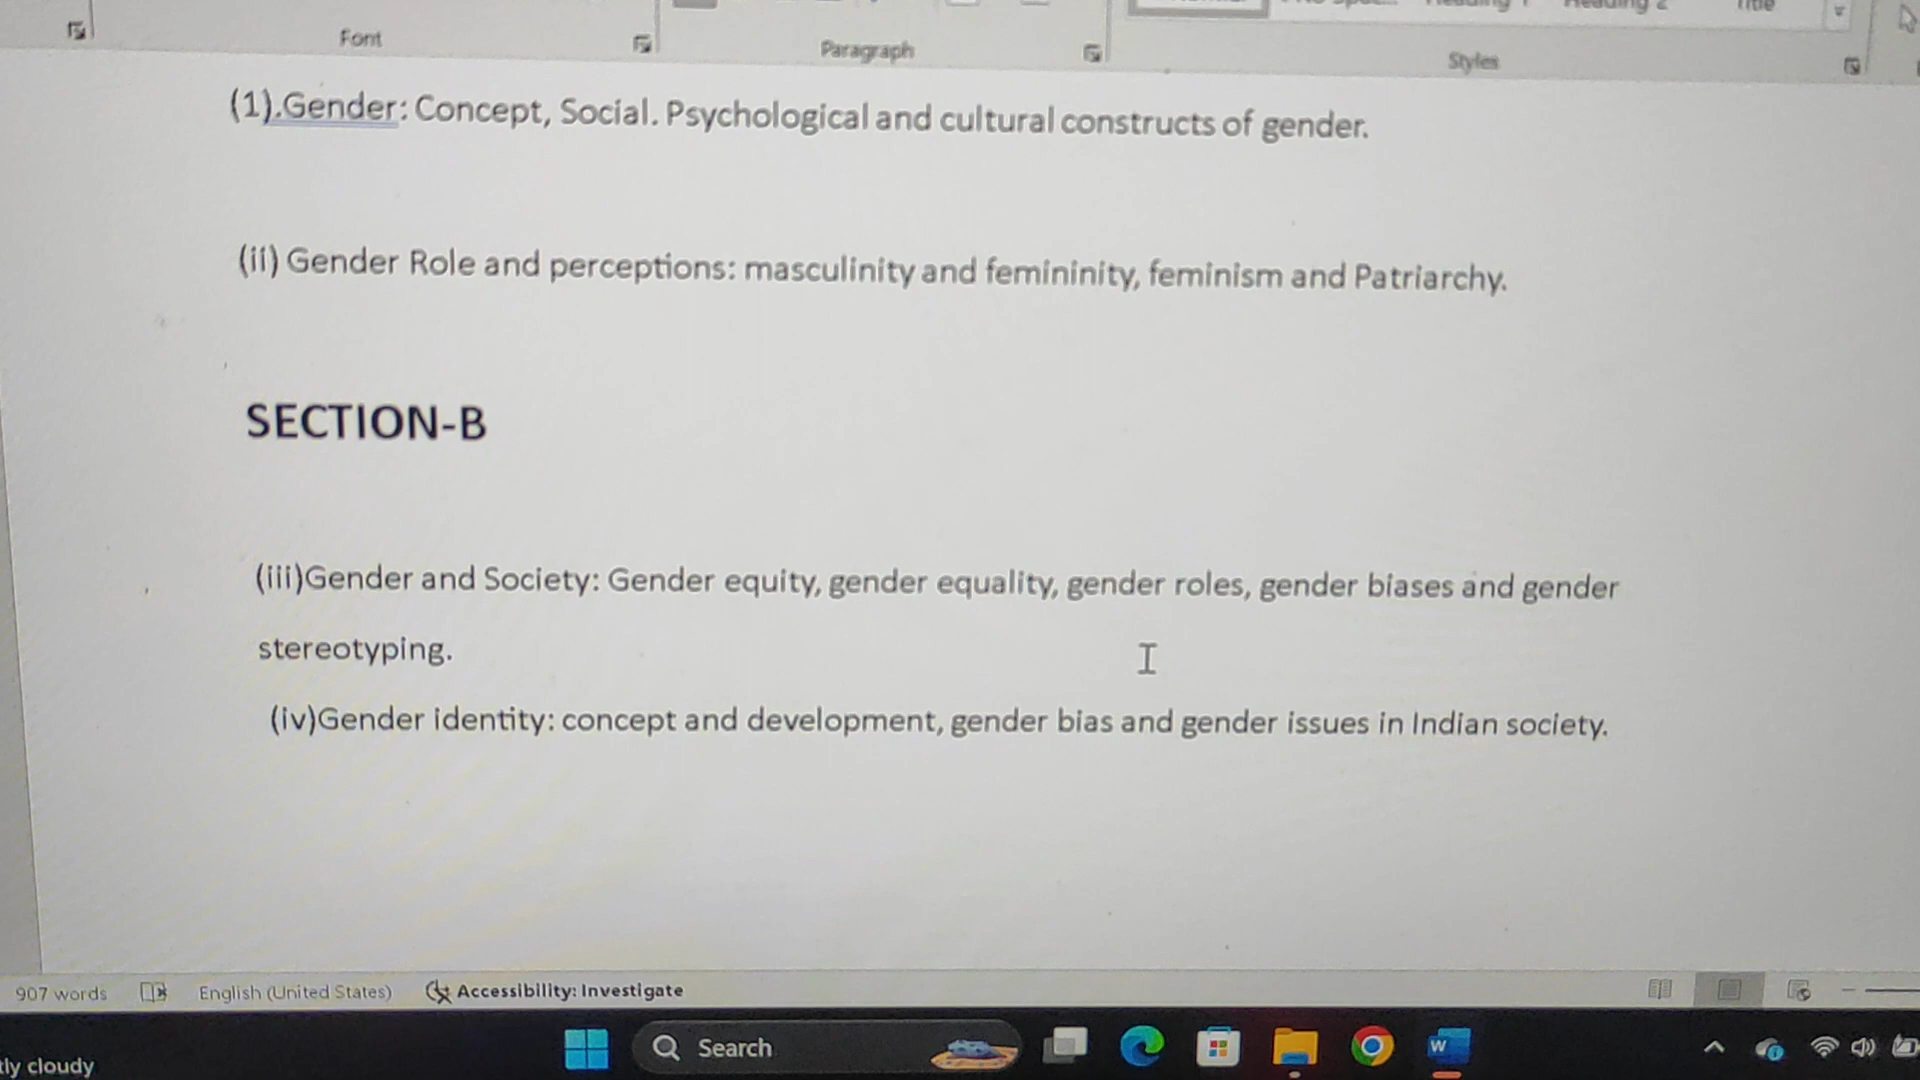 Font
Paragraph
Styles
(1).Gender: Concept, Social. Psychological and cultural constructs of gender.
(ii) Gender Role and perceptions: masculinity and femininity, feminism and Patriarchy.
SECTION-B
(iii)Gender and Society: Gender equity, gender equality, gender roles, gender biases and gender
stereotyping.
(iv)Gender identity: concept and development, gender bias and gender issues in Indian society.
907 words English (United States) Accessibility: Investigate
Search
cloudy